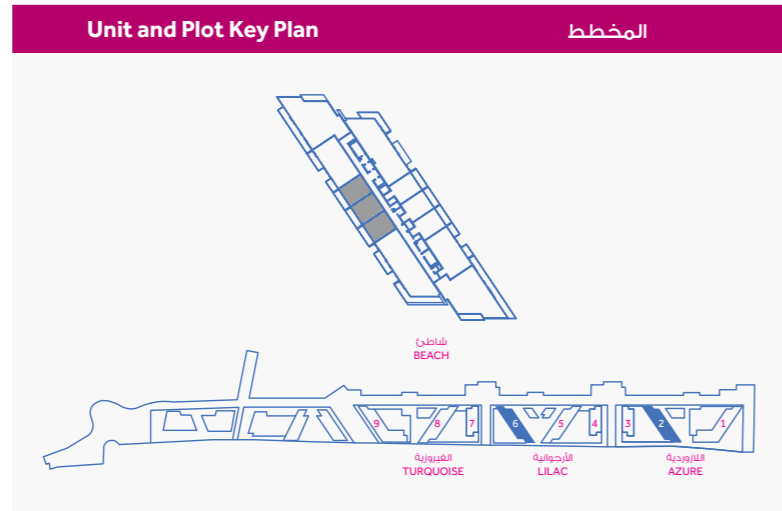 Unit and Plot Key Plan
المخطط
شاطئ
BEACH
9 8 7 6 5 4 3 2 1
الفيروزية
TURQUOISE
الأرجوانية
LILAC
اللازوردية
AZURE